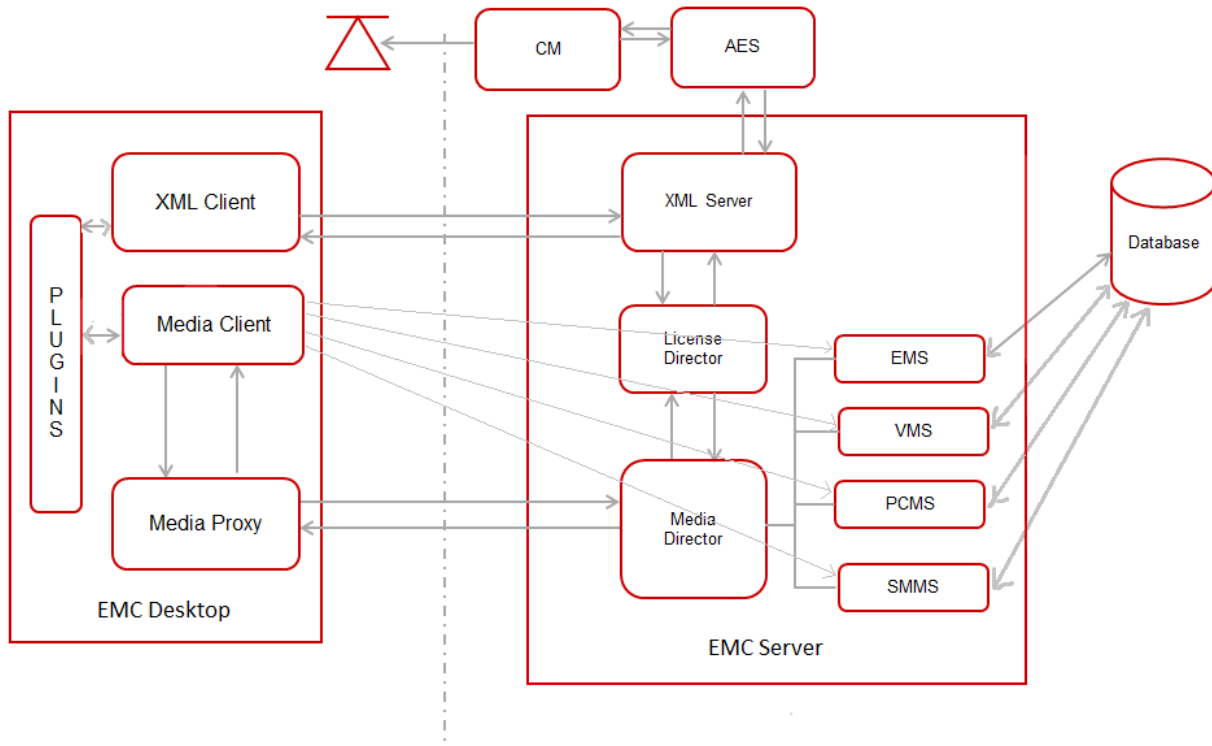 CM
AES
XML Client
XML Server
PLUGINS
Database
Media Client
License
Director
EMS
VMS
PCMS
Media Proxy
Media
Director
SMMS
EMC Desktop
EMC Server